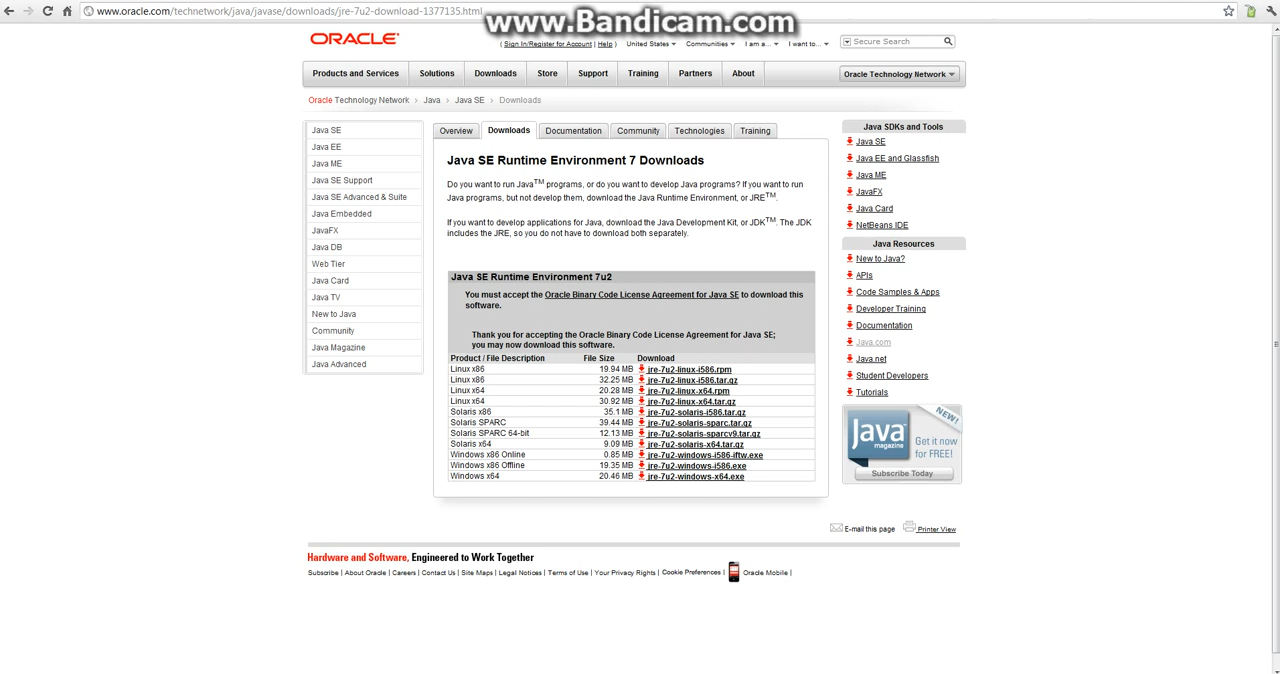 www.oracle.com/technetwork/java/javase/downloads/jre-7u2-download-1377135.html
www.Bandicam.com
ORACLE
( Sign In/Register for Account | Help ) United States Communities I am a... I want to... Secure Search
Products and Services Solutions Downloads Store Support Training Partners About Oracle Technology Network
Oracle Technology Network › Java › Java SE › Downloads
Java SE
Java EE
Java ME
Java SE Support
Java SE Advanced & Suite
Java Embedded
JavaFX
Java DB
Web Tier
Java Card
Java TV
New to Java
Community
Java Magazine
Java Advanced
Overview Downloads Documentation Community Technologies Training
Java SE Runtime Environment 7 Downloads
Do you want to run Java™ programs, or do you want to develop Java programs? If you want to run
Java programs, but not develop them, download the Java Runtime Environment, or JRE™.
If you want to develop applications for Java, download the Java Development Kit, or JDK™. The JDK
includes the JRE, so you do not have to download both separately.
Java SE Runtime Environment 7u2
You must accept the Oracle Binary Code License Agreement for Java SE to download this
software.
Thank you for accepting the Oracle Binary Code License Agreement for Java SE;
you may now download this software.
Product / File Description File Size Download
Linux x86 19.94 MB jre-7u2-linux-i586.rpm
Linux x86 32.25 MB jre-7u2-linux-i586.tar.gz
Linux x64 20.28 MB jre-7u2-linux-x64.rpm
Linux x64 30.92 MB jre-7u2-linux-x64.tar.gz
Solaris x86 35.1 MB jre-7u2-solaris-i586.tar.gz
Solaris SPARC 39.44 MB jre-7u2-solaris-sparc.tar.gz
Solaris SPARC 64-bit 12.13 MB jre-7u2-solaris-sparcv9.tar.gz
Solaris x64 9.09 MB jre-7u2-solaris-x64.tar.gz
Windows x86 Online 0.85 MB jre-7u2-windows-i586-iftw.exe
Windows x86 Offline 19.35 MB jre-7u2-windows-i586.exe
Windows x64 20.46 MB jre-7u2-windows-x64.exe
Java SDKs and Tools
Java SE
Java EE and Glassfish
Java ME
JavaFX
Java Card
NetBeans IDE
Java Resources
New to Java?
APIs
Code Samples & Apps
Developer Training
Documentation
Java.com
Java.net
Student Developers
Tutorials
NEW!
Java magazine
Get it now
for FREE!
Subscribe Today
E-mail this page Printer View
Hardware and Software, Engineered to Work Together
Subscribe | About Oracle | Careers | Contact Us | Site Maps | Legal Notices | Terms of Use | Your Privacy Rights | Cookie Preferences | Oracle Mobile |